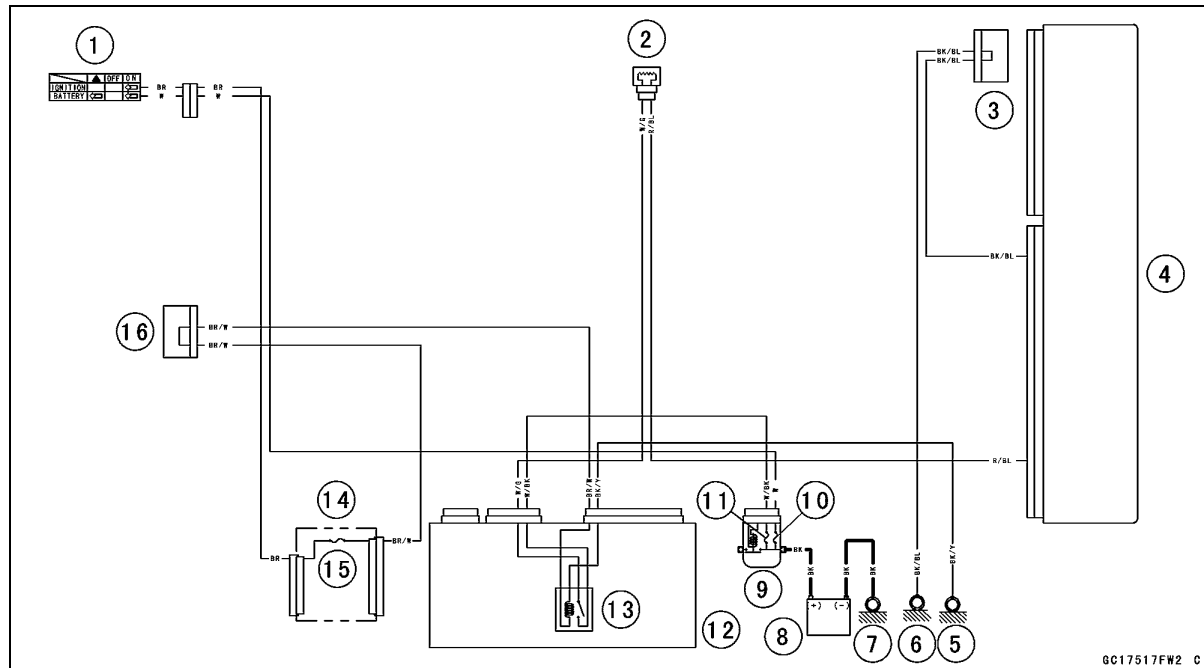 1
2
OFF ON
IGNITION
BATTERY
BR
W
BR
W
BK/BL
BK/BL
3
W/G
R/BL
BK/BL
4
16
BR/W
BR/W
R/BL
W/G
W/BK
BR/W
BK/Y
W/BK
W
14
11
10
BR
15
BR/W
BK
9
BK
BK
BK
BK/BL
BK/Y
13
12
8
(+)
(-)
7
6
5
GC17517FW2 C